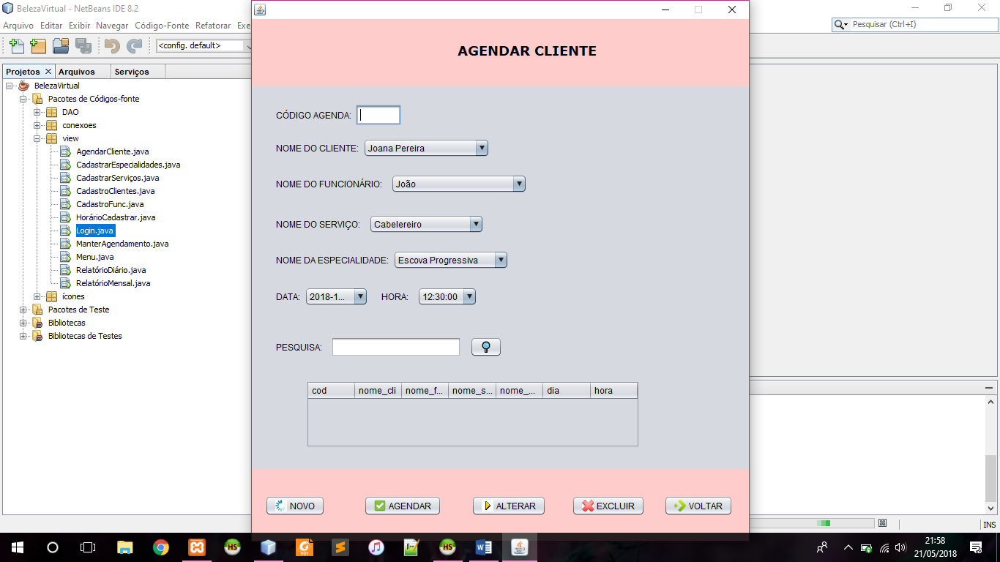 BelezaVirtual - NetBeans IDE 8.2
Arquivo Editar Exibir Navegar Código-Fonte Refatorar Exe
Pesquisar (Ctrl+I)
<config. default>
Projetos Arquivos Serviços
BelezaVirtual
Pacotes de Códigos-fonte
DAO
conexoes
view
AgendarCliente.java
CadastrarEspecialidades.java
CadastrarServiços.java
CadastroClientes.java
CadastroFunc.java
HorárioCadastrar.java
Login.java
ManterAgendamento.java
Menu.java
RelatórioDiário.java
RelatórioMensal.java
ícones
Pacotes de Teste
Bibliotecas
Bibliotecas de Testes
AGENDAR CLIENTE
CÓDIGO AGENDA:
NOME DO CLIENTE: Joana Pereira
NOME DO FUNCIONÁRIO: João
NOME DO SERVIÇO: Cabelereiro
NOME DA ESPECIALIDADE: Escova Progressiva
DATA: 2018-1... HORA: 12:30:00
PESQUISA:
cod nome_cli nome_f... nome_s... nome_... dia hora
NOVO AGENDAR ALTERAR EXCLUIR VOLTAR
INS
HS HS
21:58
21/05/2018